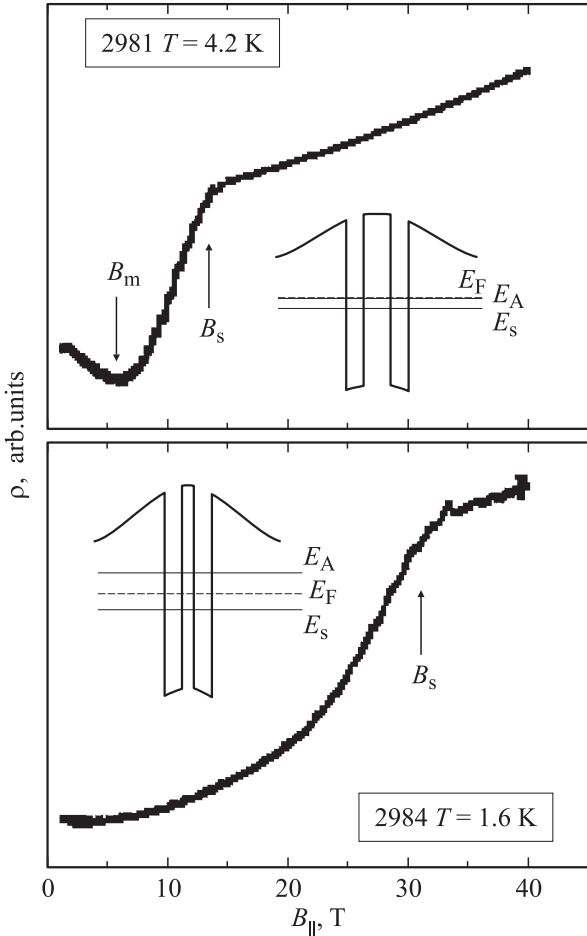 2981 T = 4.2 K
B_m
B_s
E_F
E_A
E_s
ρ, arb.units
E_A
E_F
E_s
B_s
2984 T = 1.6 K
0 10 20 30 40
B_||, T